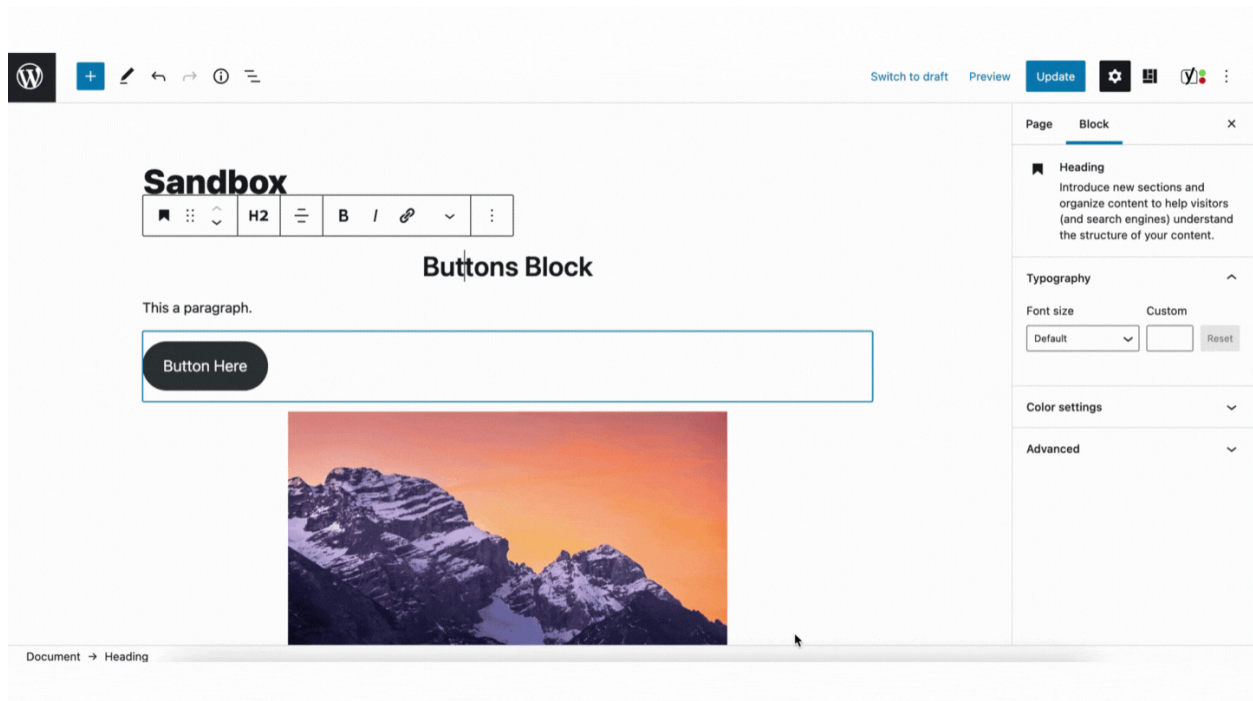 Switch to draft
Preview
Update
Page
Block
Sandbox
Heading
Introduce new sections and
organize content to help visitors
(and search engines) understand
the structure of your content.
H2
B
I
Buttons Block
This a paragraph.
Button Here
Typography
Font size
Custom
Default
Reset
Color settings
Advanced
Document → Heading